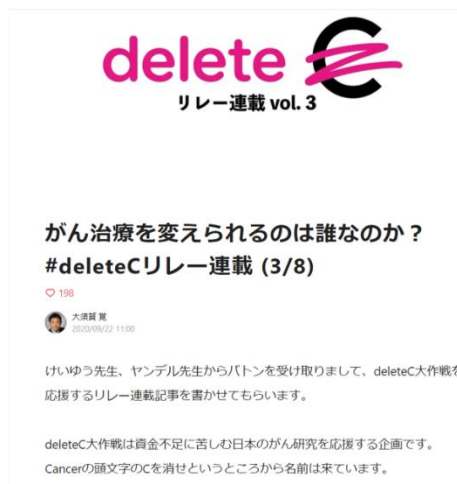 delete C
リレー連載 vol. 3
がん治療を変えられるのは誰なのか？
#deleteCリレー連載 (3/8)
198
大須賀 覚
2020/09/22 11:00
けいゆう先生、ヤンデル先生からバトンを受け取りまして、deleteC大作戦を
応援するリレー連載記事を書かせてもらいます。
deleteC大作戦は資金不足に苦しむ日本のがん研究を応援する企画です。
Cancerの頭文字のCを消せというところから名前は来ています。